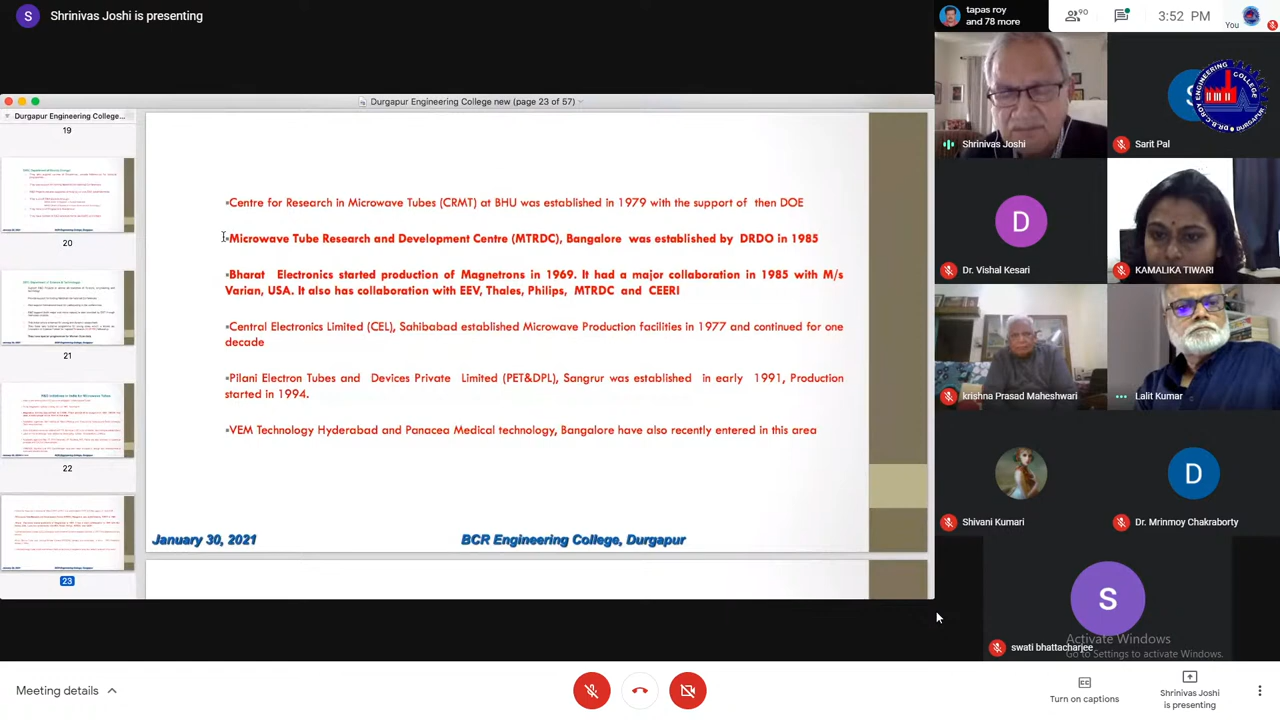 S
Shrinivas Joshi is presenting
tapas roy
and 78 more
90
3:52 PM
You
Durgapur Engineering College new (page 23 of 57)
Durgapur Engineering College...
19
20
21
22
23
▪Centre for Research in Microwave Tubes (CRMT) at BHU was established in 1979 with the support of then DOE
▪Microwave Tube Research and Development Centre (MTRDC), Bangalore was established by DRDO in 1985
▪Bharat Electronics started production of Magnetrons in 1969. It had a major collaboration in 1985 with M/s
Varian, USA. It also has collaboration with EEV, Thales, Philips, MTRDC and CEERI
▪Central Electronics Limited (CEL), Sahibabad established Microwave Production facilities in 1977 and continued for one
decade
▪Pilani Electron Tubes and Devices Private Limited (PET&DPL), Sangrur was established in early 1991, Production
started in 1994.
▪VEM Technology Hyderabad and Panacea Medical technology, Bangalore have also recently entered in this area
January 30, 2021
BCR Engineering College, Durgapur
Shrinivas Joshi
Sarit Pal
D
Dr. Vishal Kesari
KAMALIKA TIWARI
krishna Prasad Maheshwari
Lalit Kumar
Shivani Kumari
D
Dr. Mrinmoy Chakraborty
S
swati bhattacharjee
Activate Windows
Go to Settings to activate Windows.
Meeting details
Turn on captions
Shrinivas Joshi
is presenting